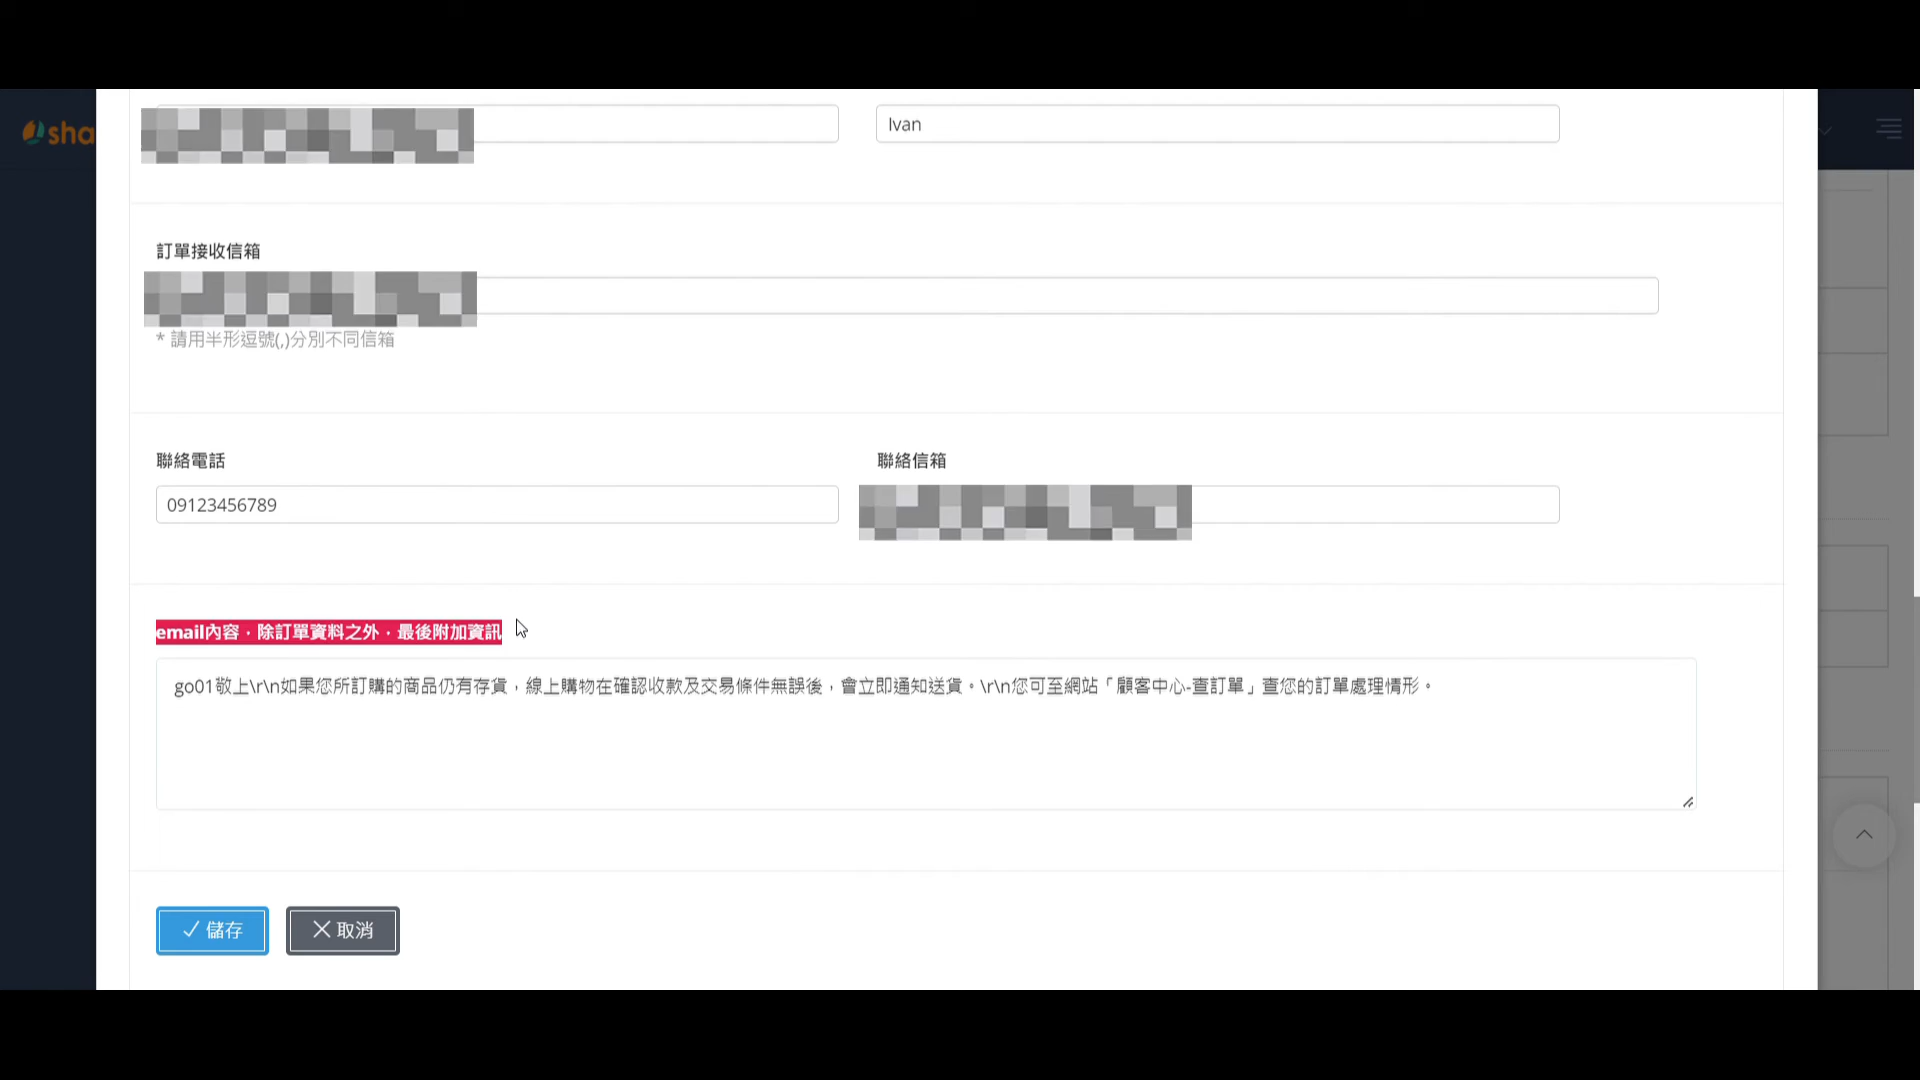 sha
Ivan
訂單接收信箱
* 請用半形逗號(,)分別不同信箱
聯絡電話
聯絡信箱
09123456789
email內容，除訂單資料之外，最後附加資訊
go01敬上\r\n如果您所訂購的商品仍有存貨，線上購物在確認收款及交易條件無誤後，會立即通知送貨。\r\n您可至網站「顧客中心-查訂單」查您的訂單處理情形。
儲存
取消